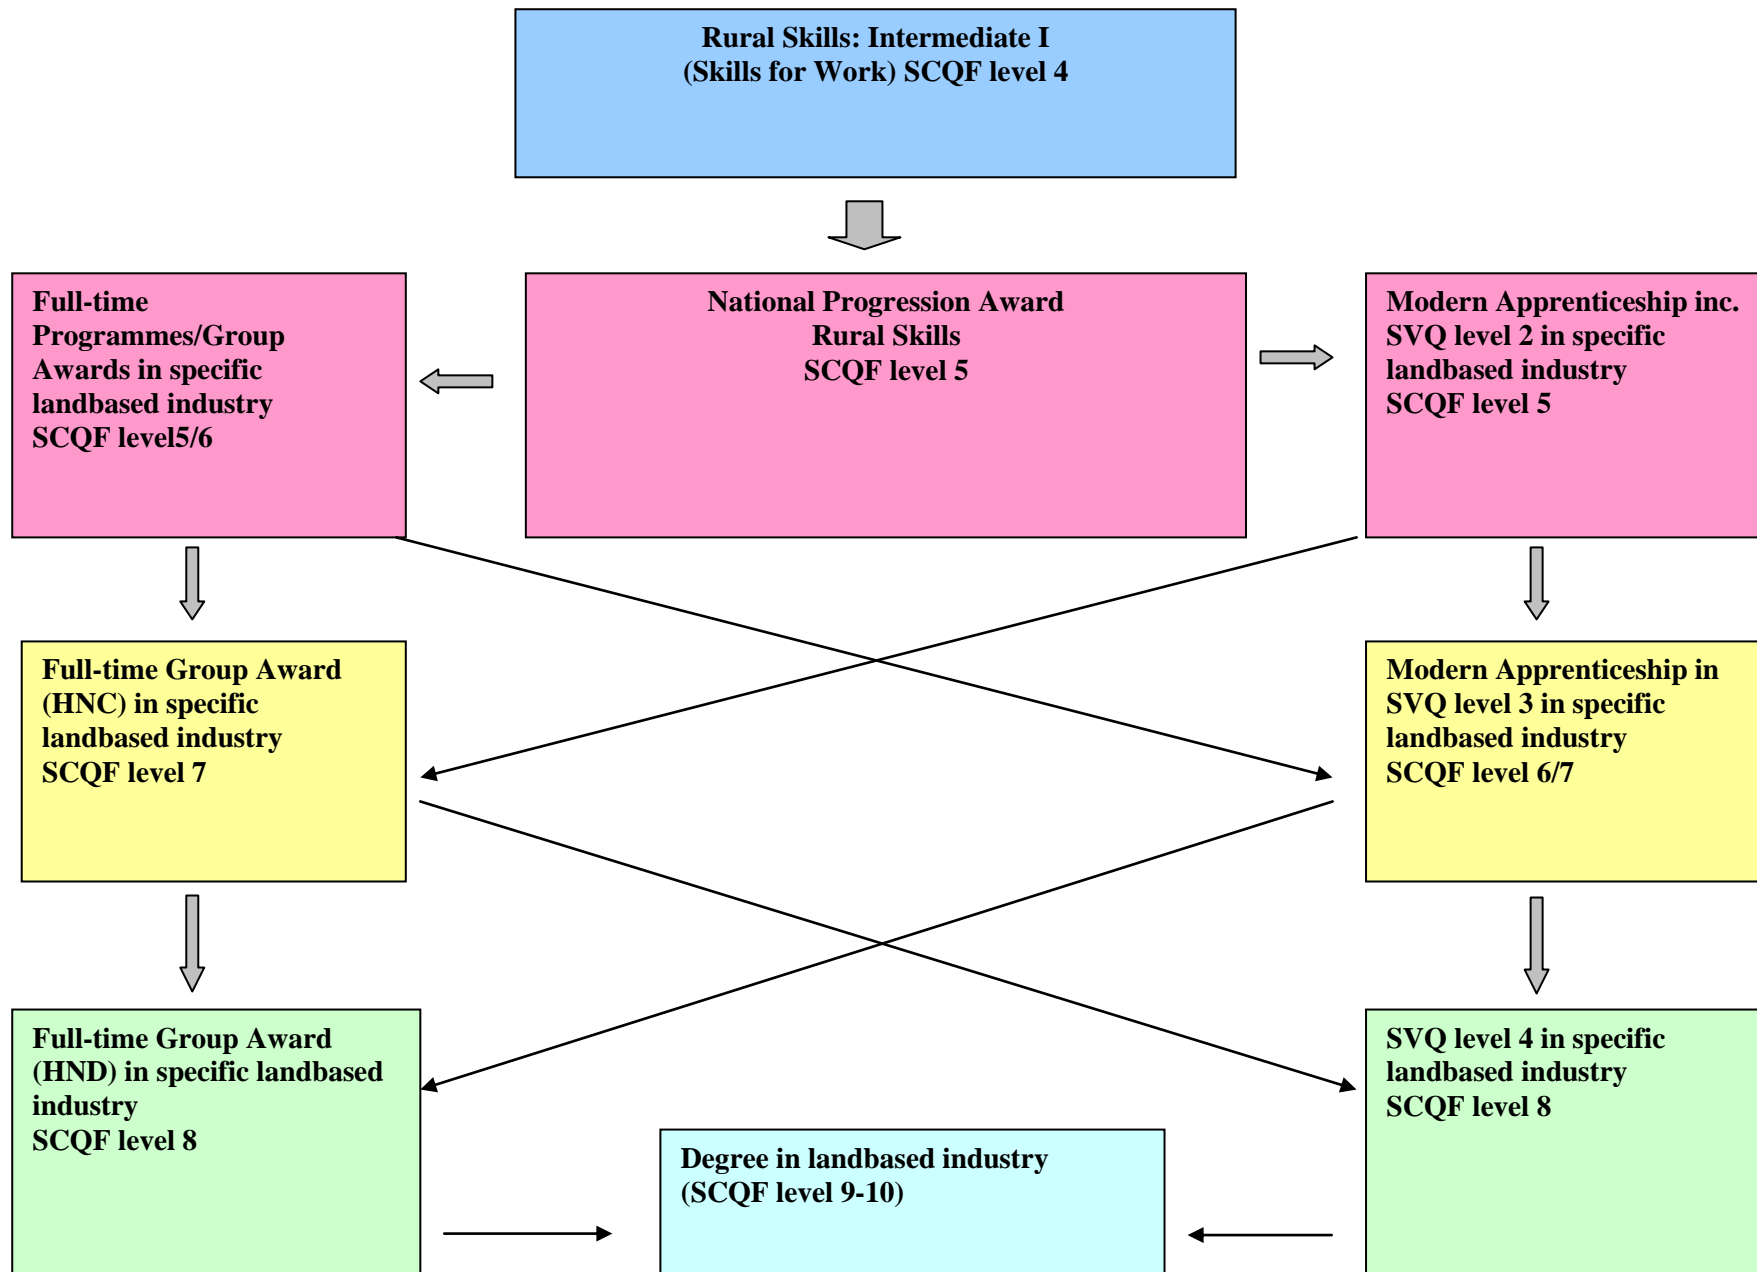 Rural Skills: Intermediate I
(Skills for Work) SCQF level 4
Full-time
Programmes/Group
Awards in specific
landbased industry
SCQF level5/6
National Progression Award
Rural Skills
SCQF level 5
Modern Apprenticeship inc.
SVQ level 2 in specific
landbased industry
SCQF level 5
Full-time Group Award
(HNC) in specific
landbased industry
SCQF level 7
Modern Apprenticeship in
SVQ level 3 in specific
landbased industry
SCQF level 6/7
Full-time Group Award
(HND) in specific landbased
industry
SCQF level 8
Degree in landbased industry
(SCQF level 9-10)
SVQ level 4 in specific
landbased industry
SCQF level 8